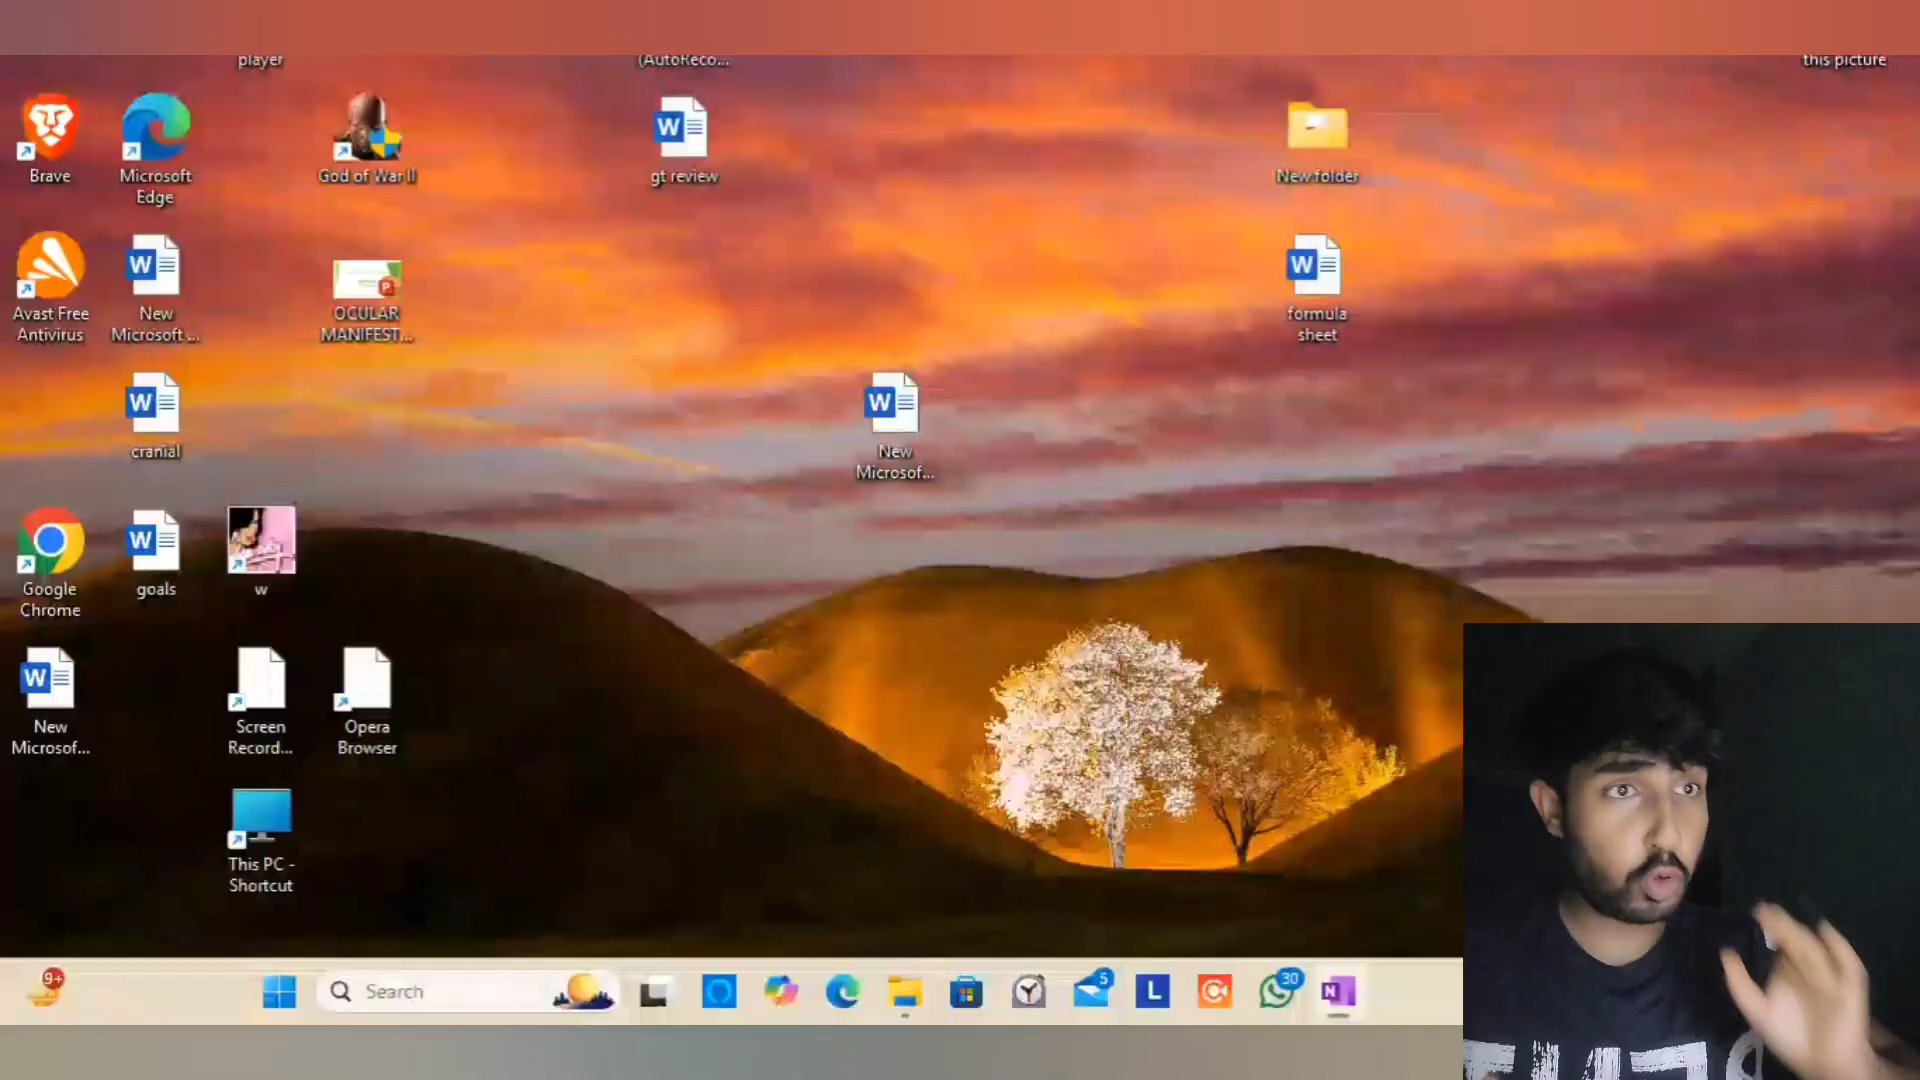 player
(AutoReco...
this picture
Brave
Microsoft
Edge
God of War II
gt review
New folder
Avast Free
Antivirus
New
Microsoft ...
OCULAR
MANIFEST...
formula
sheet
cranial
New
Microsof...
Google
Chrome
goals
w
New
Microsof...
Screen
Record...
Opera
Browser
This PC -
Shortcut
9+
Search
5
30